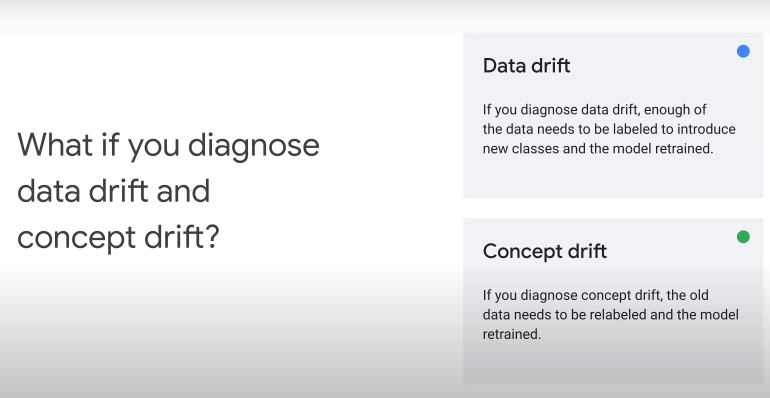 What if you diagnose
data drift and
concept drift?
Data drift
If you diagnose data drift, enough of
the data needs to be labeled to introduce
new classes and the model retrained.
Concept drift
If you diagnose concept drift, the old
data needs to be relabeled and the model
retrained.